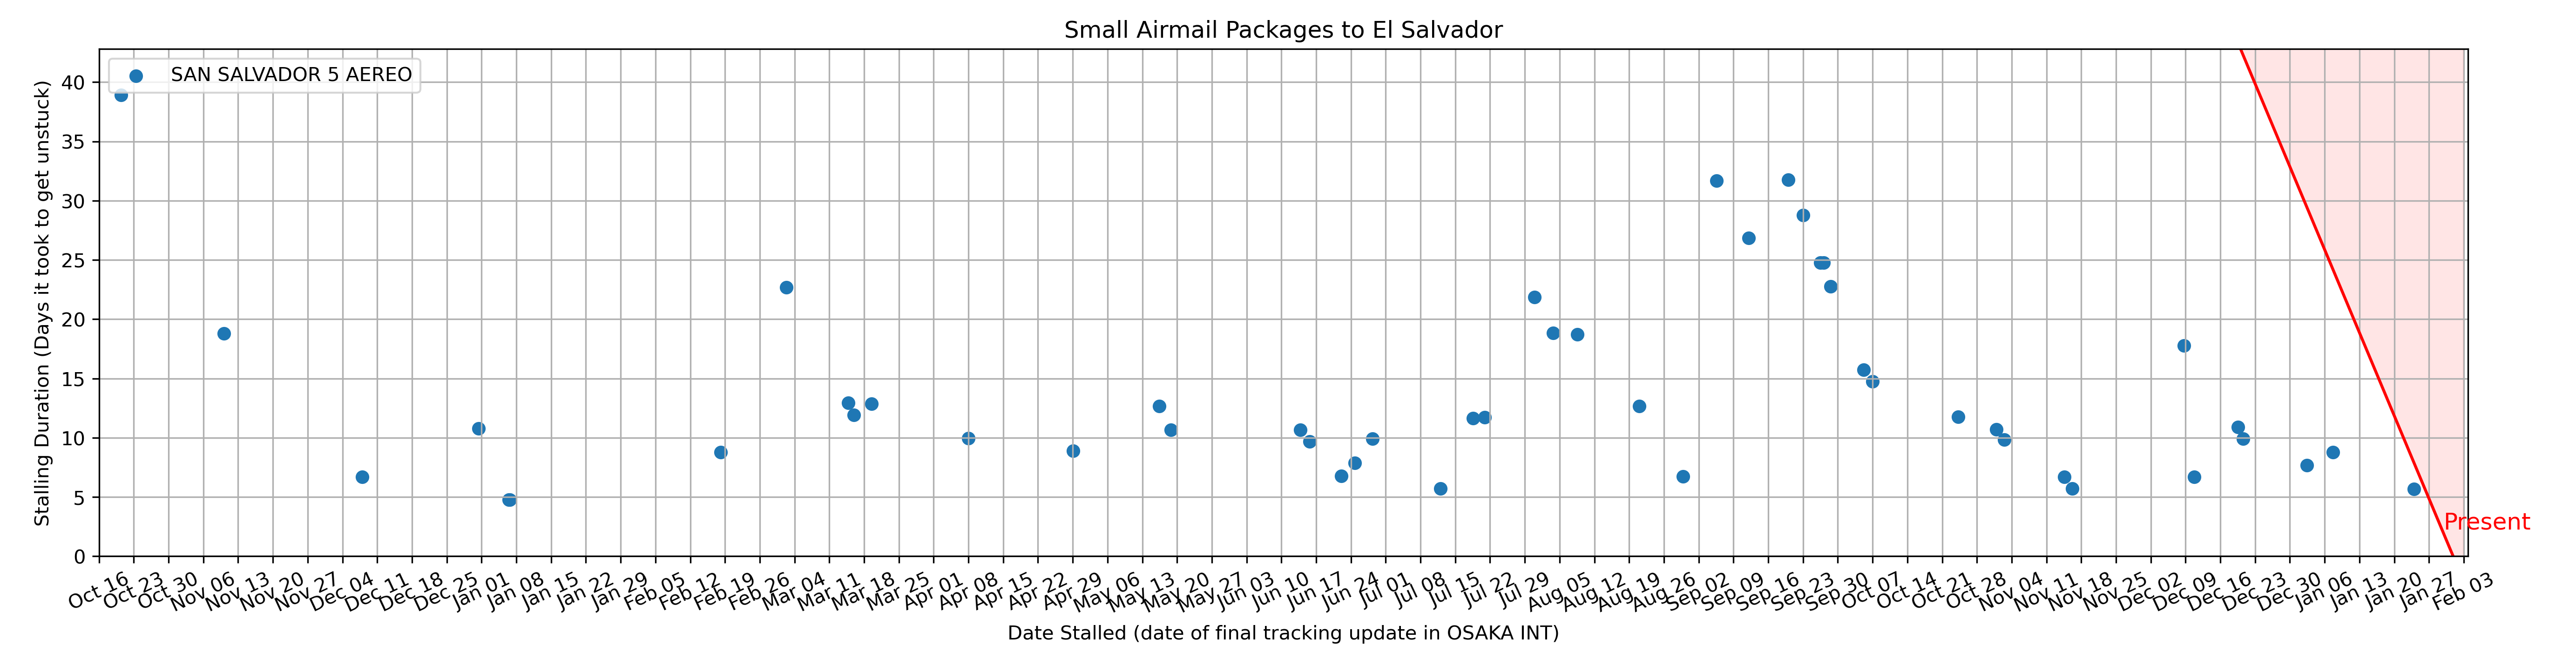 Small Airmail Packages to El Salvador
SAN SALVADOR 5 AEREO
Stalling Duration (Days it took to get unstuck)
40
35
30
25
20
15
10
5
0
Present
Oct 16 Oct 23 Oct 30 Nov 06 Nov 13 Nov 20 Nov 27 Dec 04 Dec 11 Dec 18 Dec 25 Jan 01 Jan 08 Jan 15 Jan 22 Jan 29 Feb 05 Feb 12 Feb 19 Feb 26 Mar 04 Mar 11 Mar 18 Mar 25 Apr 01 Apr 08 Apr 15 Apr 22 Apr 29 May 06 May 13 May 20 May 27 Jun 03 Jun 10 Jun 17 Jun 24 Jul 01 Jul 08 Jul 15 Jul 22 Jul 29 Aug 05 Aug 12 Aug 19 Aug 26 Sep 02 Sep 09 Sep 16 Sep 23 Sep 30 Oct 07 Oct 14 Oct 21 Oct 28 Nov 04 Nov 11 Nov 18 Nov 25 Dec 02 Dec 09 Dec 16 Dec 23 Dec 30 Jan 06 Jan 13 Jan 20 Jan 27 Feb 03
Date Stalled (date of final tracking update in OSAKA INT)